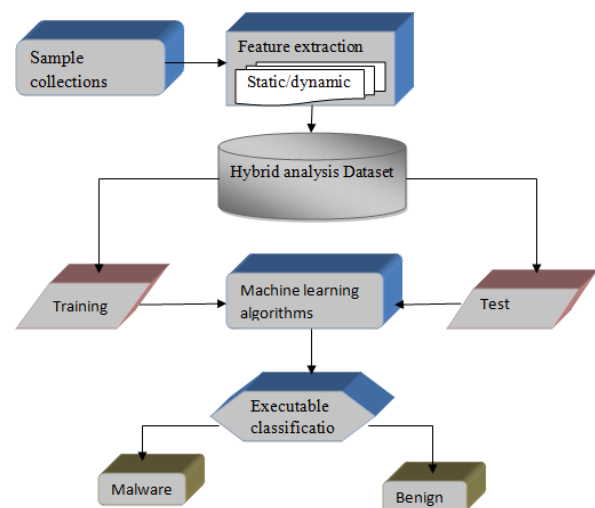 Sample
collections
Feature extraction
Static/dynamic
Hybrid analysis Dataset
Training
Machine learning
algorithms
Test
Executable
classificatio
Malware
Benign